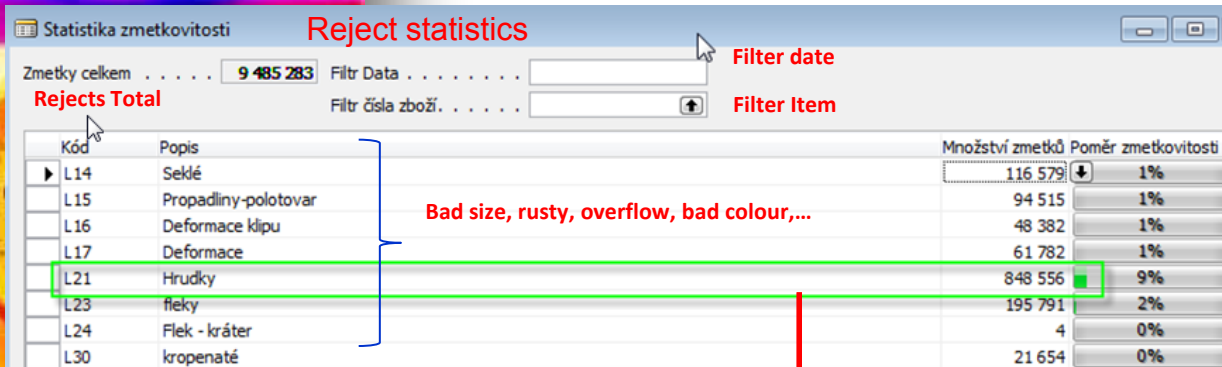 Statistika zmetkovitosti Reject statistics
Zmetky celkem . . . . . 9 485 283 Filtr Data . . . . . . . . Filter date
Rejects Total Filtr čísla zboží. . . . . . Filter Item
Kód Popis Množství zmetků Poměr zmetkovitosti
L14 Seklé 116 579 1%
L15 Propadliny-polotovar 94 515 1%
Bad size, rusty, overflow, bad colour,...
L16 Deformace klipu 48 382 1%
L17 Deformace 61 782 1%
L21 Hrudky 848 556 9%
L23 fleky 195 791 2%
L24 Flek - kráter 4 0%
L30 kropenaté 21 654 0%